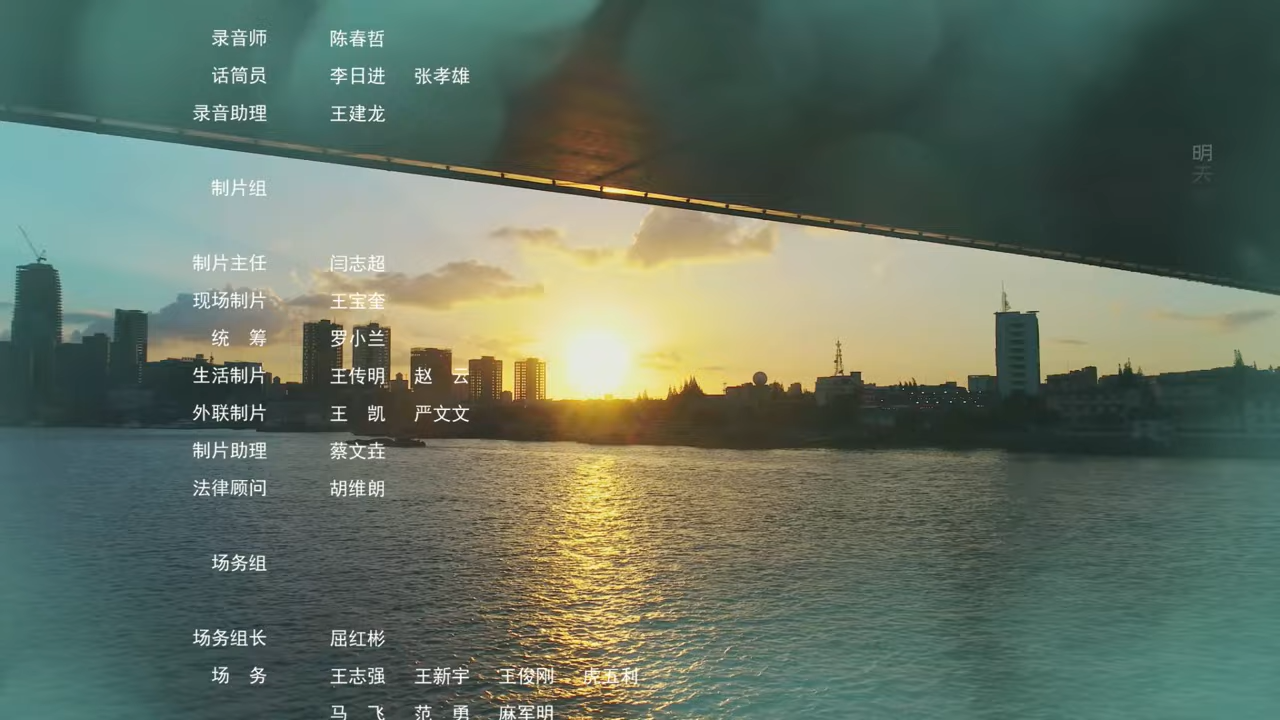 录音师 陈春哲
话筒员 李日进 张孝雄
录音助理 王建龙
制片组
制片主任 闫志超
现场制片 王宝奎
统 筹 罗小兰
生活制片 王传明 赵 云
外联制片 王 凯 严文文
制片助理 蔡文垚
法律顾问 胡维朗
场务组
场务组长 屈红彬
场 务 王志强 王新宇 王俊刚 虎五利
马 飞 范 勇 麻军明
明天